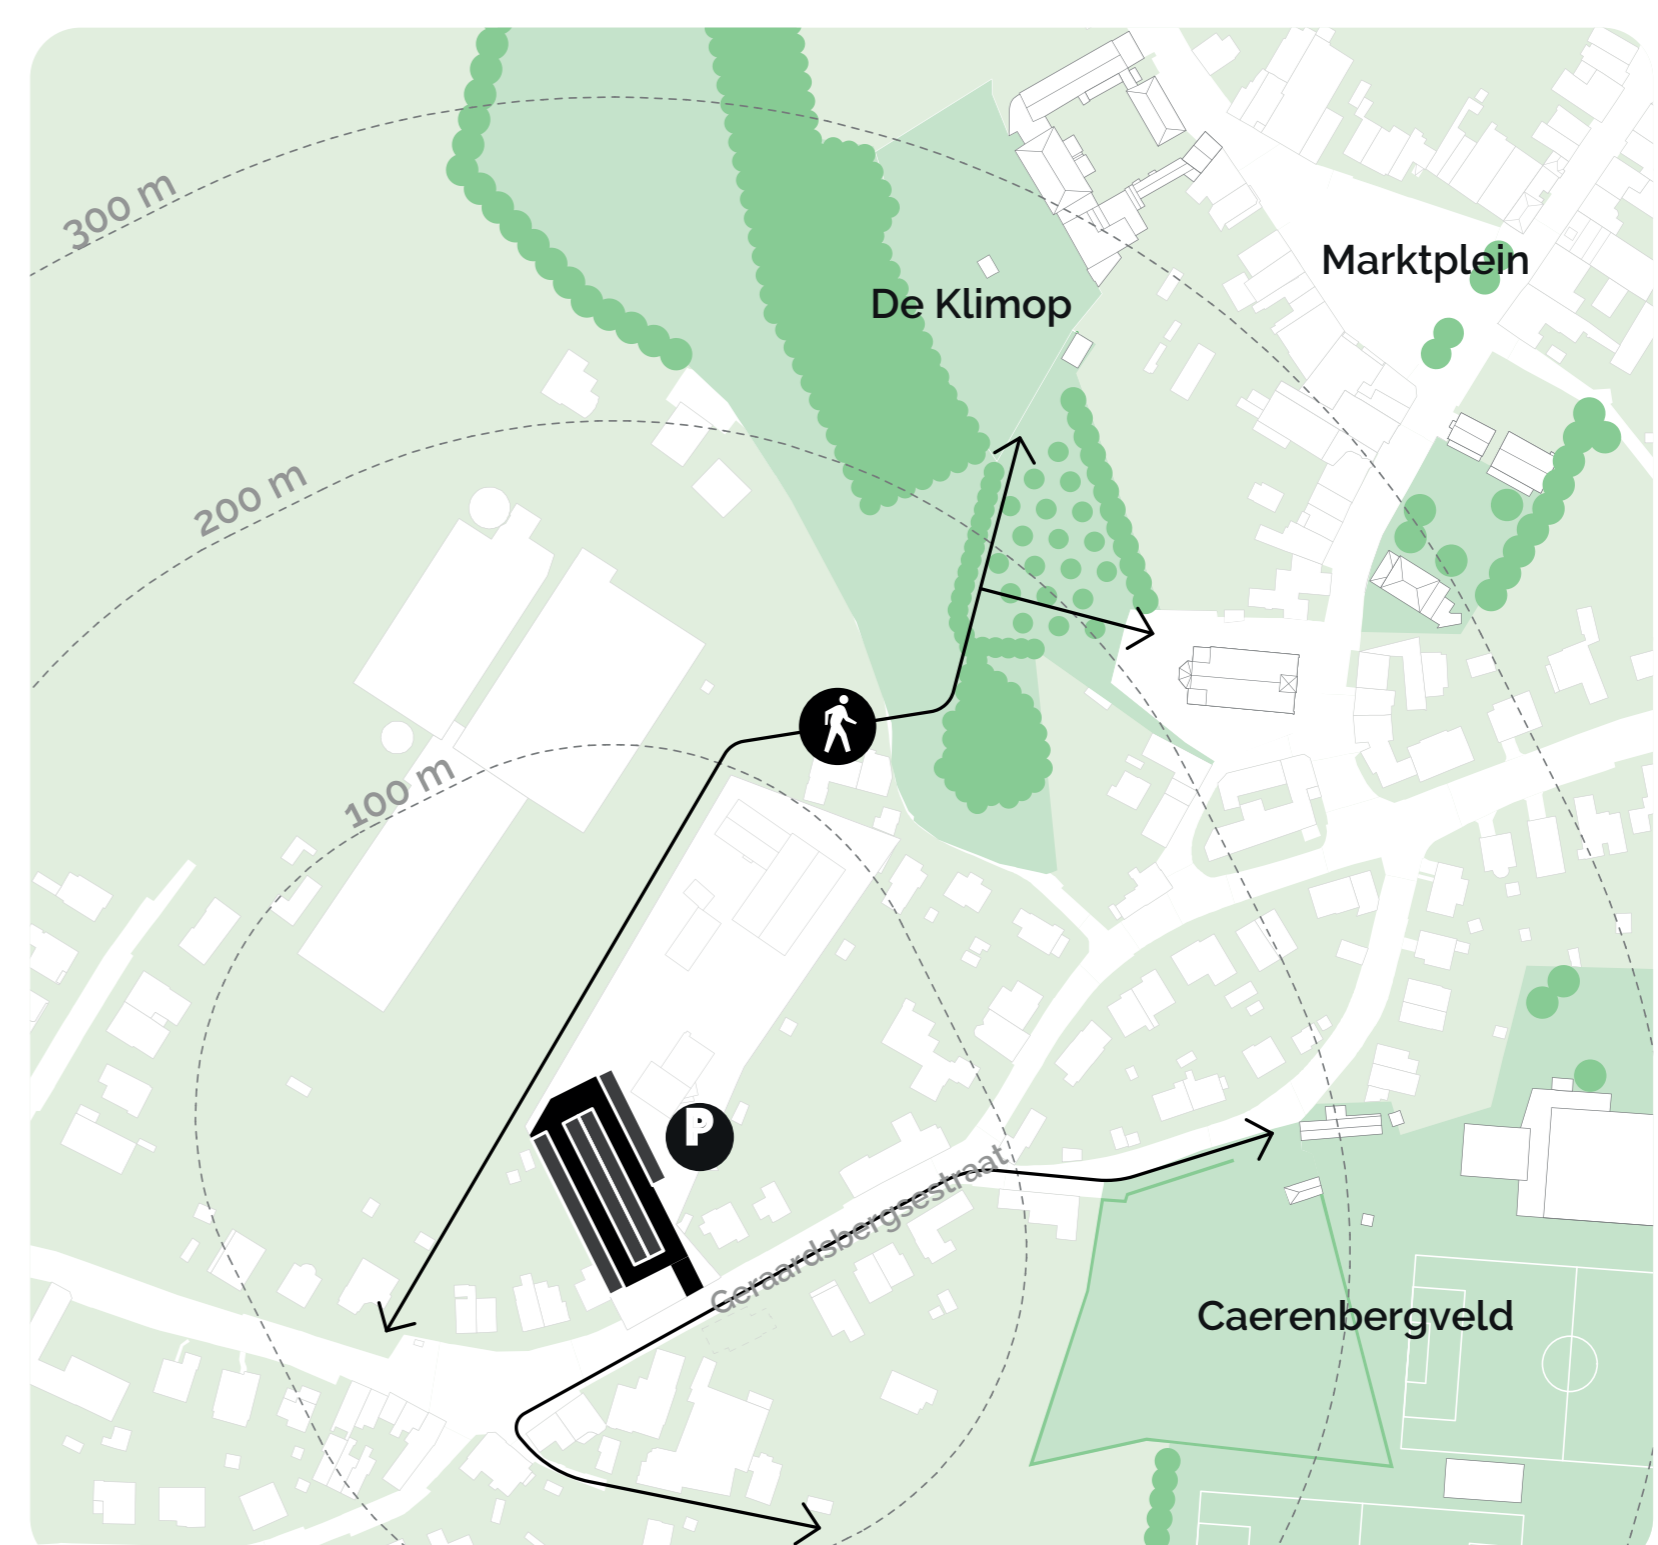 300 m
Marktplein
De Klimop
200 m
100 m
P
Geraardsbergsestraat
Caerenbergveld